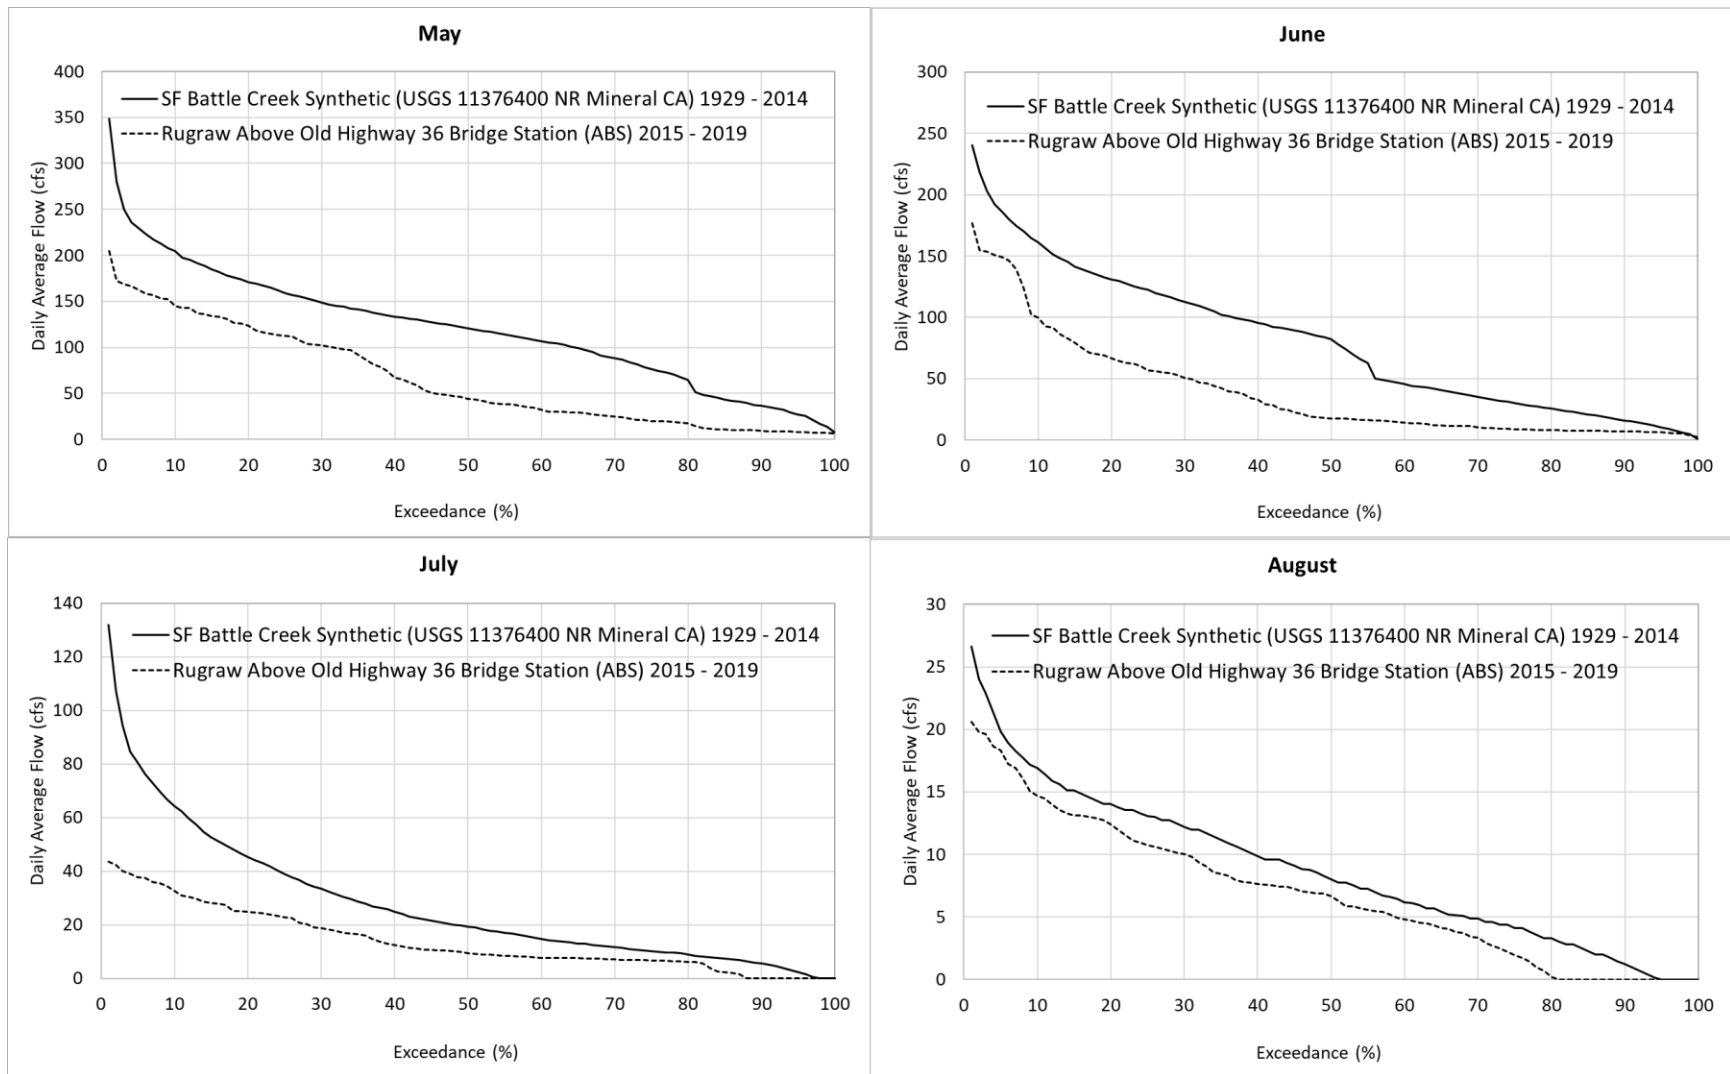 May
400
350
300
250
200
150
100
50
0
Daily Average Flow (cfs)
SF Battle Creek Synthetic (USGS 11376400 NR Mineral CA) 1929 - 2014
Rugraw Above Old Highway 36 Bridge Station (ABS) 2015 - 2019
0 10 20 30 40 50 60 70 80 90 100
Exceedance (%)
June
300
250
200
150
100
50
0
Daily Average Flow (cfs)
SF Battle Creek Synthetic (USGS 11376400 NR Mineral CA) 1929 - 2014
Rugraw Above Old Highway 36 Bridge Station (ABS) 2015 - 2019
0 10 20 30 40 50 60 70 80 90 100
Exceedance (%)
July
140
120
100
80
60
40
20
0
Daily Average Flow (cfs)
SF Battle Creek Synthetic (USGS 11376400 NR Mineral CA) 1929 - 2014
Rugraw Above Old Highway 36 Bridge Station (ABS) 2015 - 2019
0 10 20 30 40 50 60 70 80 90 100
Exceedance (%)
August
30
25
20
15
10
5
0
Daily Average Flow (cfs)
SF Battle Creek Synthetic (USGS 11376400 NR Mineral CA) 1929 - 2014
Rugraw Above Old Highway 36 Bridge Station (ABS) 2015 - 2019
0 10 20 30 40 50 60 70 80 90 100
Exceedance (%)